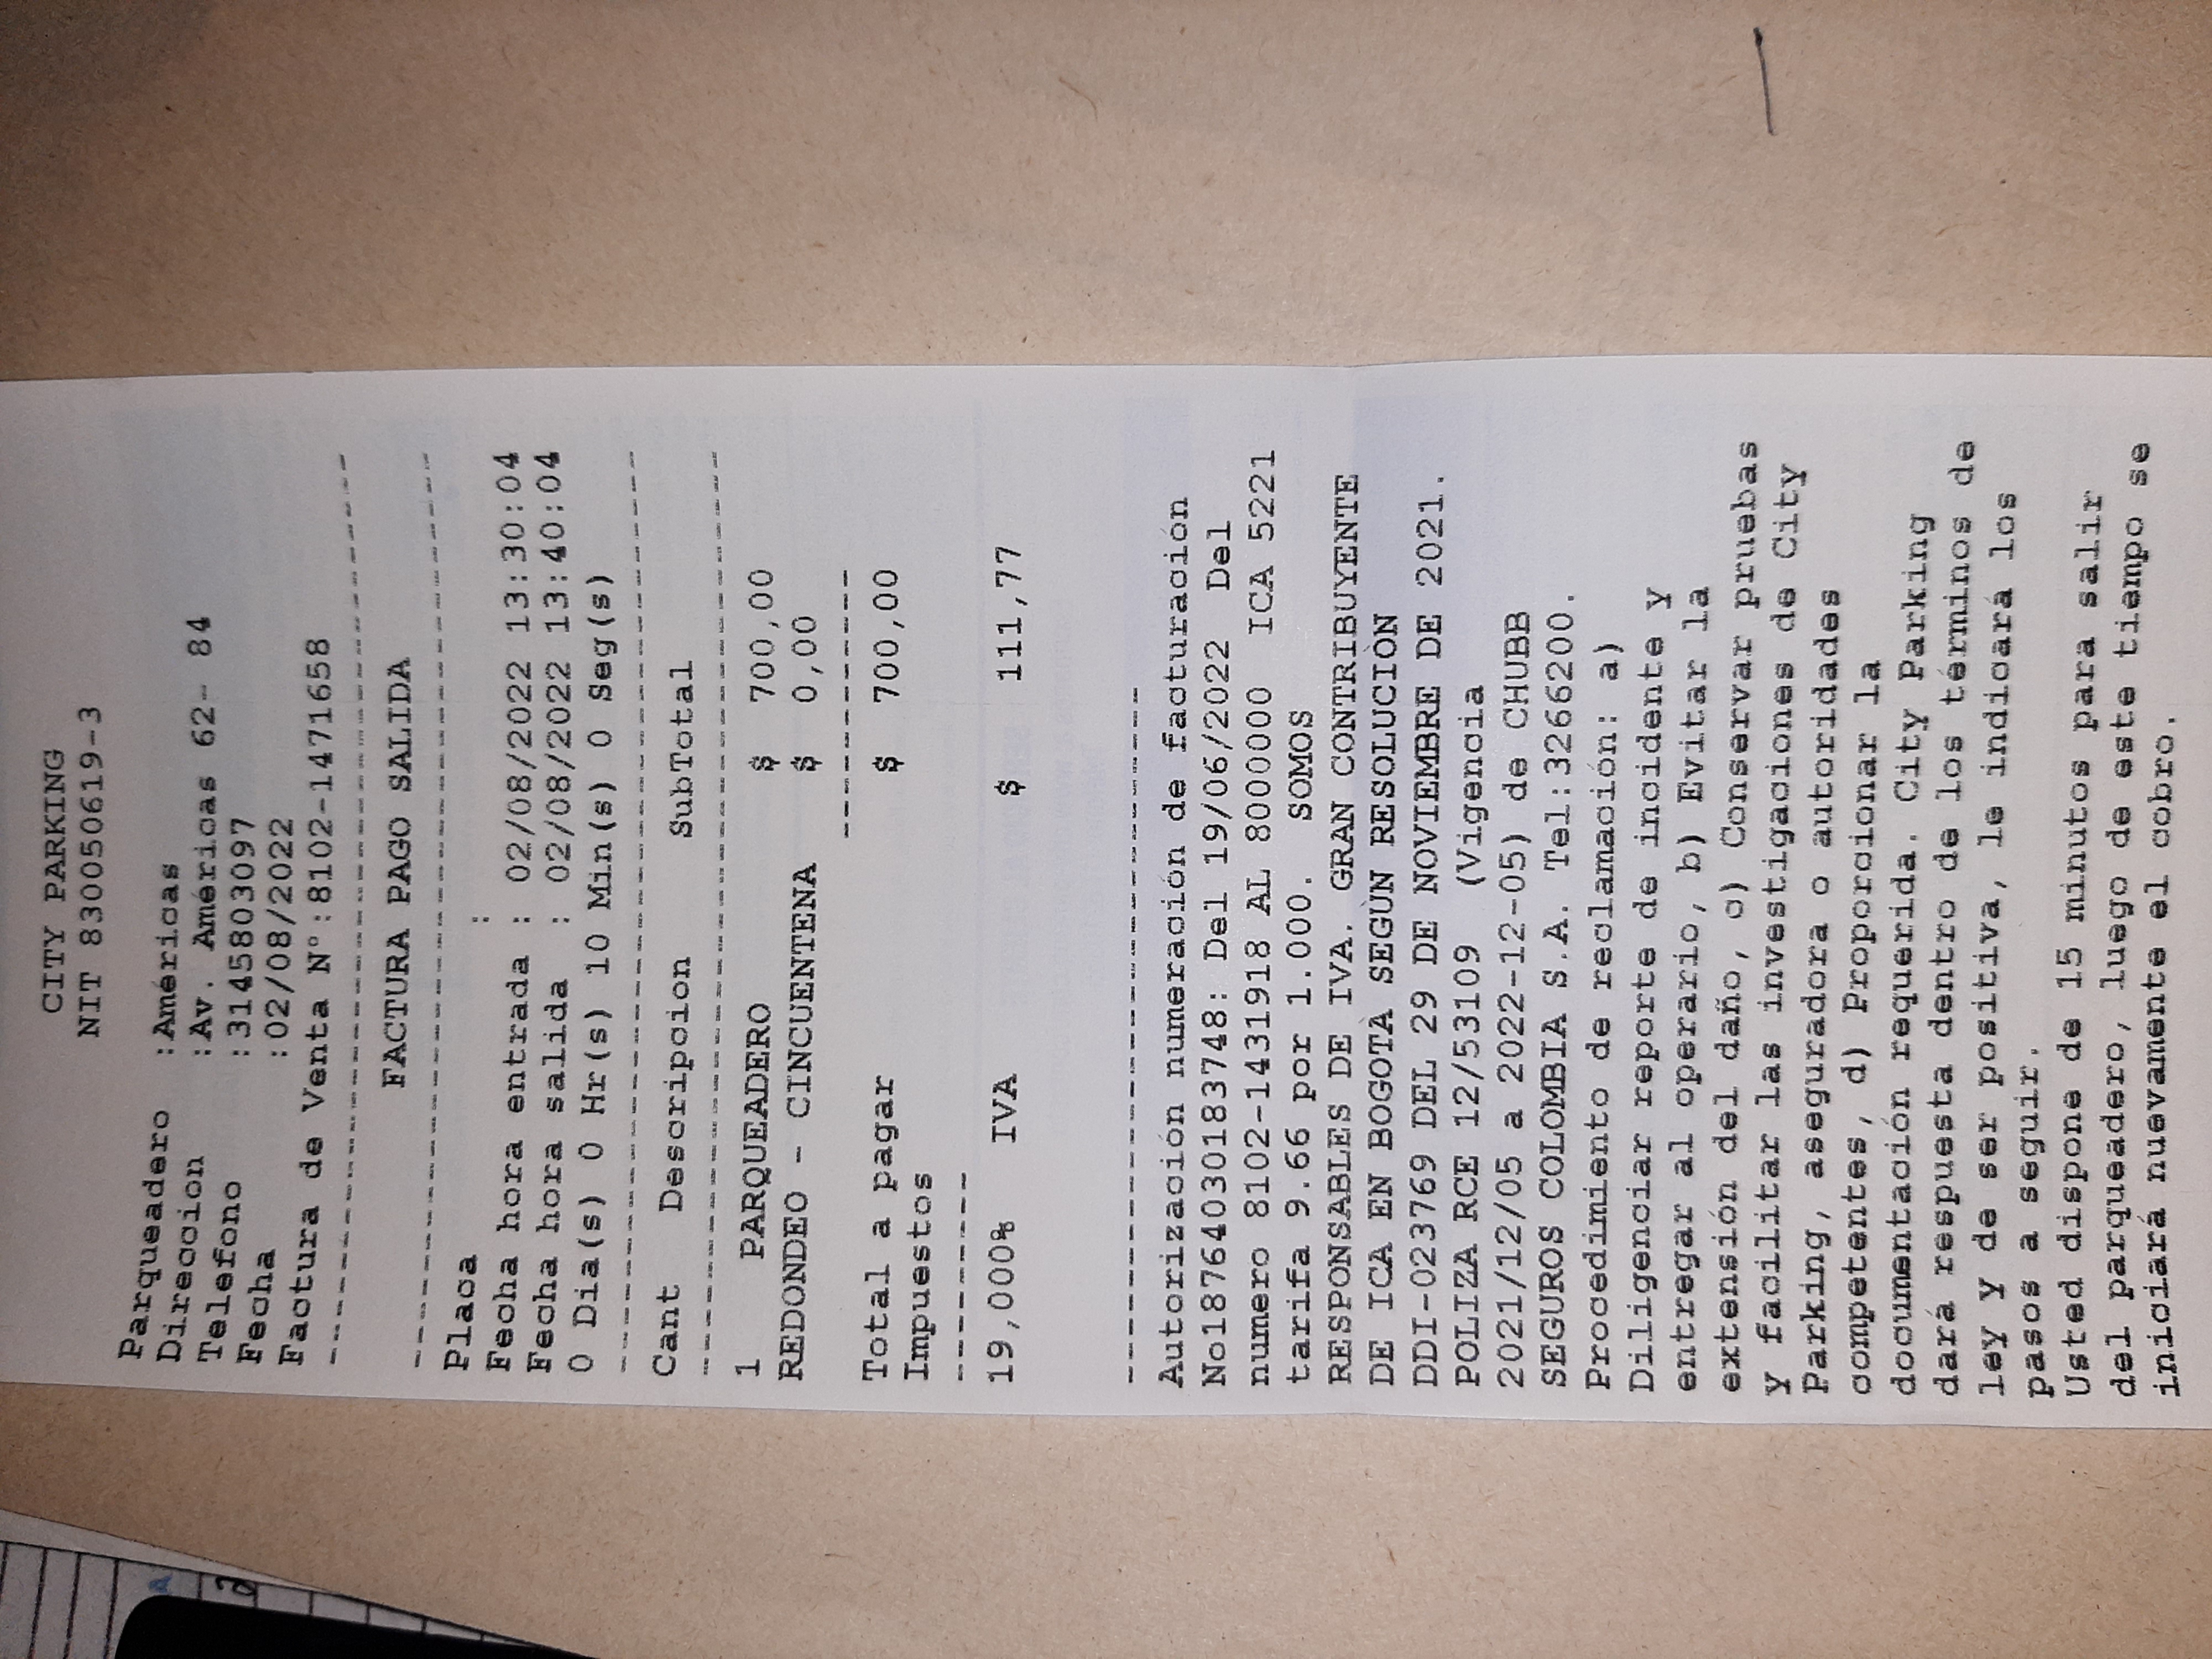 CITY PARKING
NIT 830050619-3
Parqueadero :Américas
Direccion :Av. Américas 62- 84
Telefono :3145803097
Fecha :02/08/2022
Factura de Venta N°:8102-1471658
FACTURA PAGO SALIDA
Placa :
Fecha hora entrada : 02/08/2022 13:30:04
Fecha hora salida : 02/08/2022 13:40:04
0 Dia(s) 0 Hr(s) 10 Min(s) 0 Seg(s)
Cant Descripcion SubTotal
1 PARQUEADERO $ 700,00
REDONDEO - CINCUENTENA $ 0,00
Total a pagar $ 700,00
Impuestos
19,000% IVA $ 111,77
Autorización numeración de facturación
No18764030183748: Del 19/06/2022 Del
numero 8102-1431918 AL 8000000 ICA 5221
tarifa 9.66 por 1.000. SOMOS
RESPONSABLES DE IVA. GRAN CONTRIBUYENTE
DE ICA EN BOGOTÀ SEGÙN RESOLUCIÒN
DDI-023769 DEL 29 DE NOVIEMBRE DE 2021.
POLIZA RCE 12/53109 (Vigencia
2021/12/05 a 2022-12-05) de CHUBB
SEGUROS COLOMBIA S.A. Tel:3266200.
Procedimiento de reclamación: a)
Diligenciar reporte de incidente y
entregar al operario, b) Evitar la
extensión del daño, c) Conservar pruebas
y facilitar las investigaciones de City
Parking, aseguradora o autoridades
competentes, d) Proporcionar la
documentación requerida. City Parking
dará respuesta dentro de los términos de
ley y de ser positiva, le indicará los
pasos a seguir.
Usted dispone de 15 minutos para salir
del parqueadero, luego de este tiempo se
iniciará nuevamente el cobro.